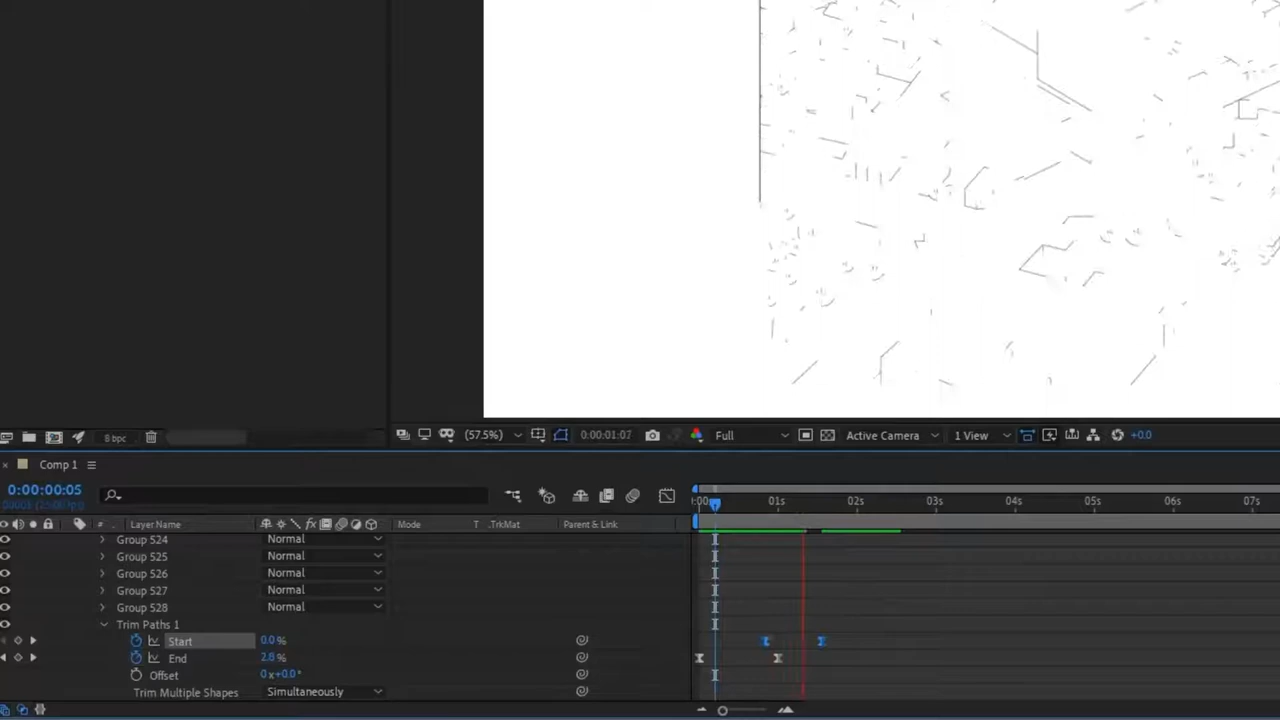 8 bpc
(57.5%)
0:00:01:07
Full
Active Camera
1 View
+0.0
Comp 1
0:00:00:05
:00s
01s
02s
03s
04s
05s
06s
07s
# Layer Name
Mode
T .TrkMat
Parent & Link
Group 524 Normal
Group 525 Normal
Group 526 Normal
Group 527 Normal
Group 528 Normal
Trim Paths 1
Start 0.0 %
End 2.8 %
Offset 0x+0.0°
Trim Multiple Shapes Simultaneously